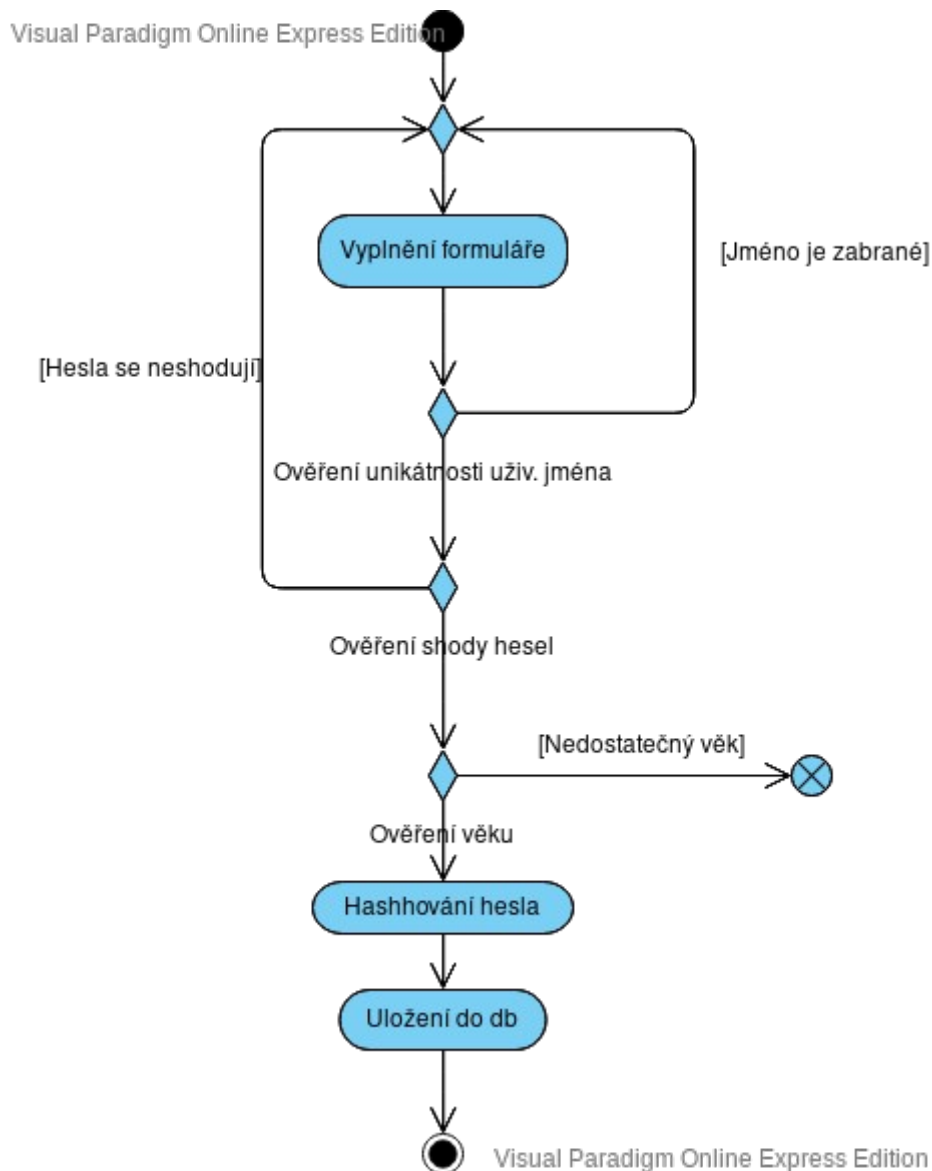 Visual Paradigm Online Express Edition
Vyplnění formuláře
[Jméno je zabrané]
[Hesla se neshodují]
Ověření unikátnosti uživ. jména
Ověření shody hesel
[Nedostatečný věk]
Ověření věku
Hashhování hesla
Uložení do db
Visual Paradigm Online Express Edition